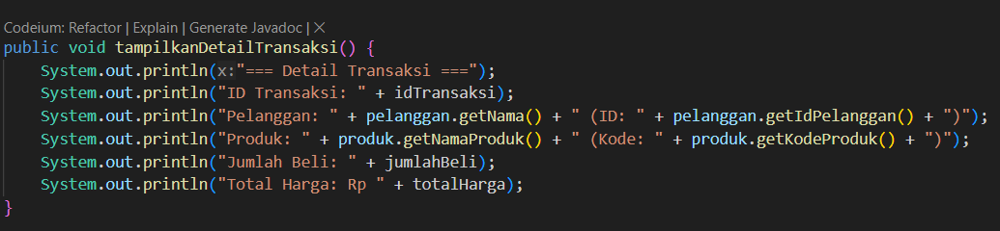 Codeium: Refactor | Explain | Generate Javadoc | ✕
public void tampilkanDetailTransaksi() {
    System.out.println(x:"=== Detail Transaksi ===");
    System.out.println("ID Transaksi: " + idTransaksi);
    System.out.println("Pelanggan: " + pelanggan.getNama() + " (ID: " + pelanggan.getIdPelanggan() + ")");
    System.out.println("Produk: " + produk.getNamaProduk() + " (Kode: " + produk.getKodeProduk() + ")");
    System.out.println("Jumlah Beli: " + jumlahBeli);
    System.out.println("Total Harga: Rp " + totalHarga);
}